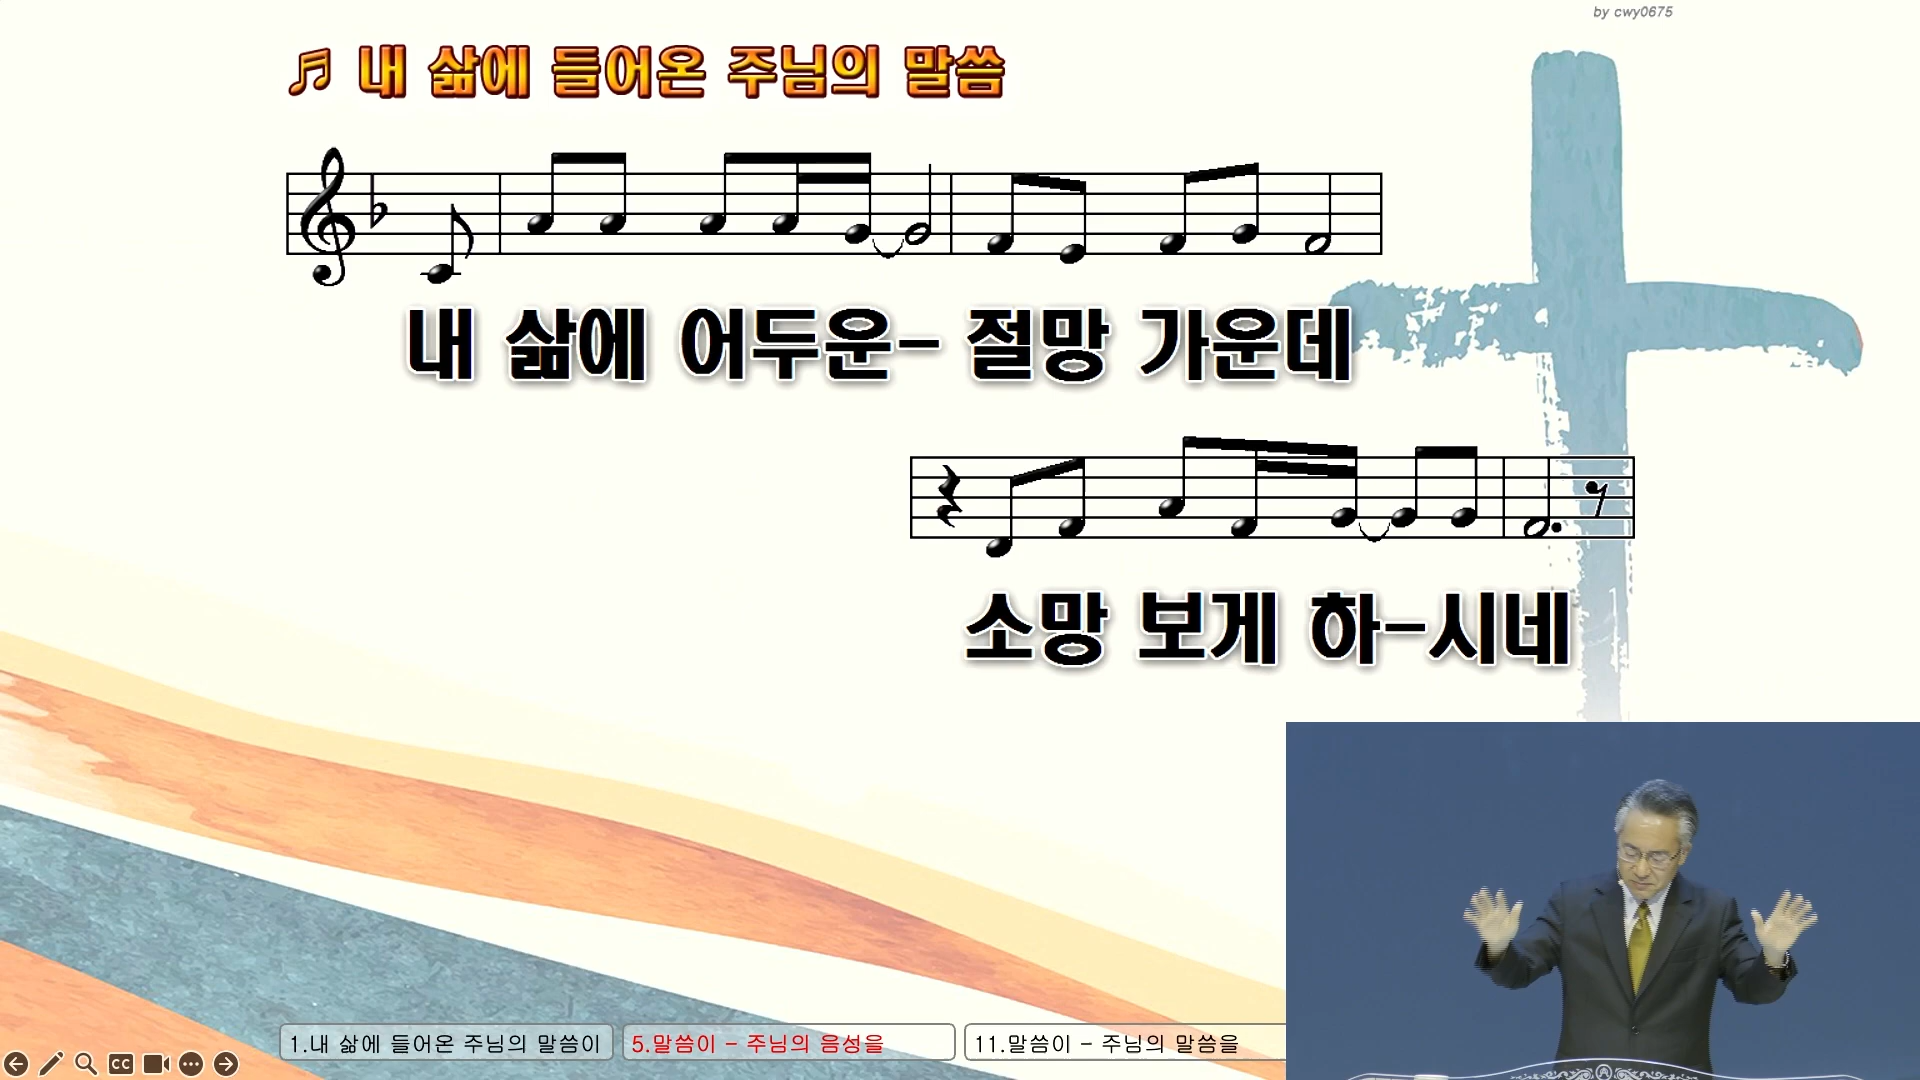 by cwy0675
♬ 내 삶에 들어온 주님의 말씀
내 삶에 어두운- 절망 가운데
소망 보게 하-시네
1.내 삶에 들어온 주님의 말씀이
5.말씀이 - 주님의 음성을
11.말씀이 - 주님의 말씀을
CC